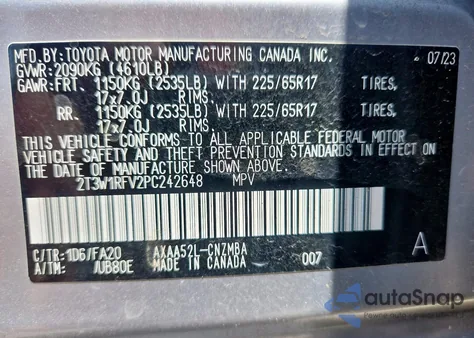 MFD. BY: TOYOTA MOTOR MANUFACTURING CANADA INC. 07/23
GVWR: 2090KG (4610LB)
GAWR: FRT. 1150KG (2535LB) WITH 225/65R17 TIRES,
17x7.0J RIMS
RR. 1150KG (2535LB) WITH 225/65R17 TIRES,
17x7.0J RIMS
THIS VEHICLE CONFORMS TO ALL APPLICABLE FEDERAL MOTOR
VEHICLE SAFETY AND THEFT PREVENTION STANDARDS IN EFFECT ON
THE DATE OF MANUFACTURE SHOWN ABOVE.
2T3W1RFV2PC242648 MPV
C/TR: 1D6/FA20 AXAA52L-CNZMBA A
A/TM: /UB80E MADE IN CANADA 007
autoSnap